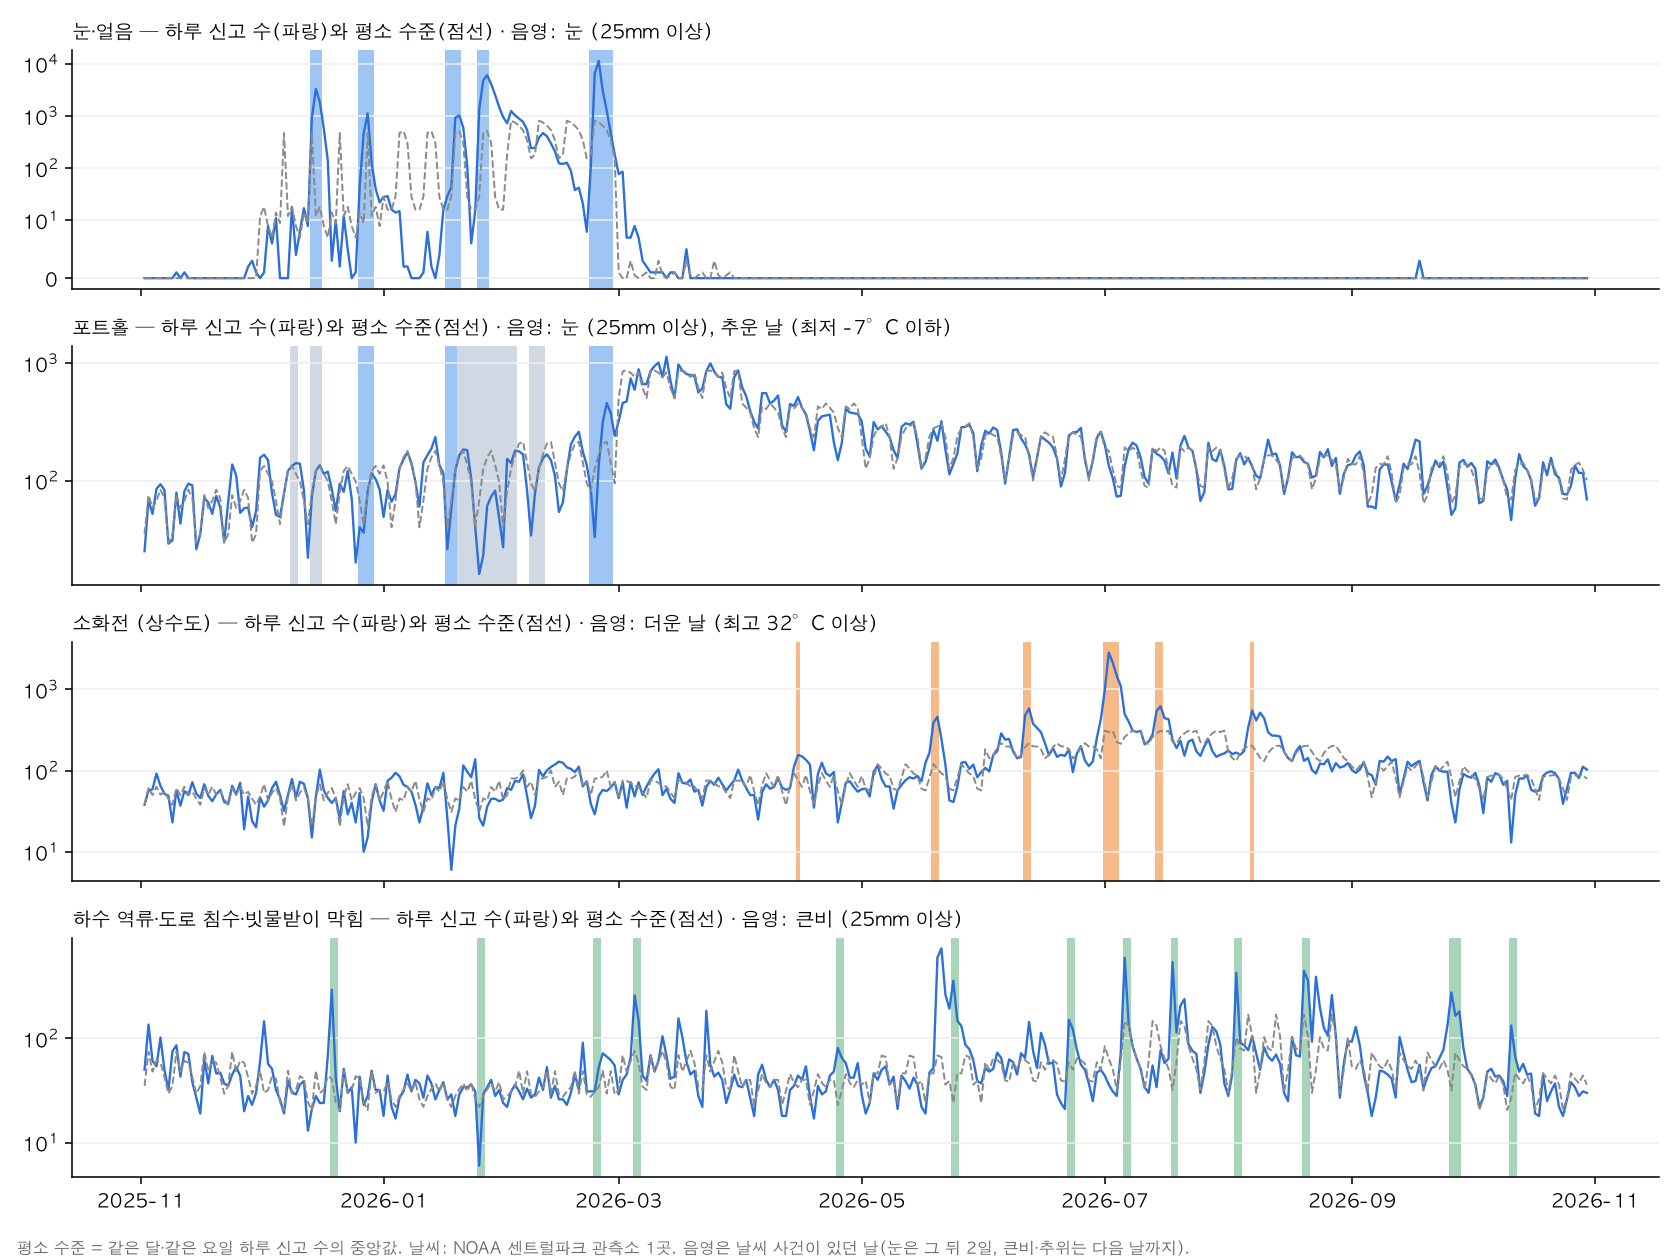 눈·얼음 — 하루 신고 수(파랑)와 평소 수준(점선) · 음영: 눈 (25mm 이상)
10⁴
10³
10²
10¹
0
포트홀 — 하루 신고 수(파랑)와 평소 수준(점선) · 음영: 눈 (25mm 이상), 추운 날 (최저 -7°C 이하)
10³
10²
소화전 (상수도) — 하루 신고 수(파랑)와 평소 수준(점선) · 음영: 더운 날 (최고 32°C 이상)
10³
10²
10¹
하수 역류·도로 침수·빗물받이 막힘 — 하루 신고 수(파랑)와 평소 수준(점선) · 음영: 큰비 (25mm 이상)
10²
10¹
2025-11 2026-01 2026-03 2026-05 2026-07 2026-09 2026-11
평소 수준 = 같은 달·같은 요일 하루 신고 수의 중앙값. 날씨: NOAA 센트럴파크 관측소 1곳. 음영은 날씨 사건이 있던 날(눈은 그 뒤 2일, 큰비·추위는 다음 날까지).